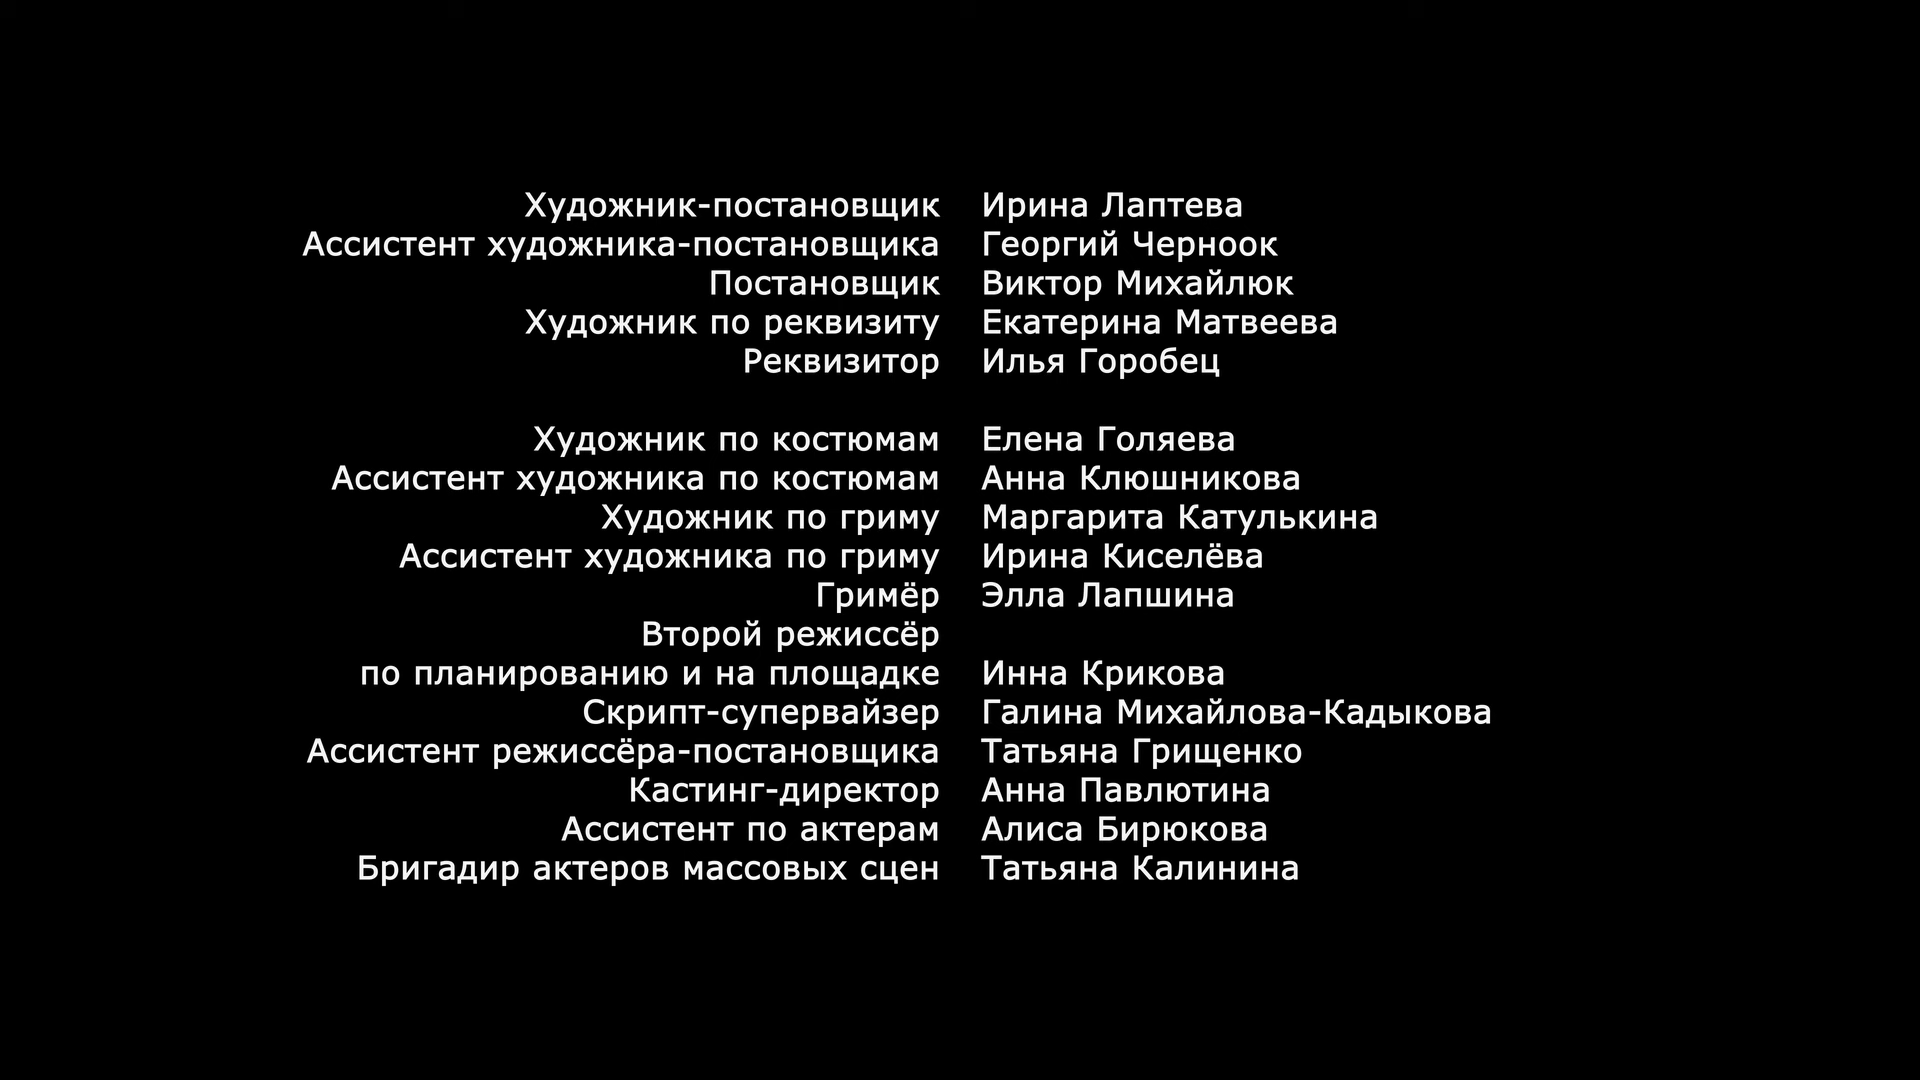 Художник-постановщик Ирина Лаптева
Ассистент художника-постановщика Георгий Черноок
Постановщик Виктор Михайлюк
Художник по реквизиту Екатерина Матвеева
Реквизитор Илья Горобец
Художник по костюмам Елена Голяева
Ассистент художника по костюмам Анна Клюшникова
Художник по гриму Маргарита Катулькина
Ассистент художника по гриму Ирина Киселёва
Гримёр Элла Лапшина
Второй режиссёр
по планированию и на площадке Инна Крикова
Скрипт-супервайзер Галина Михайлова-Кадыкова
Ассистент режиссёра-постановщика Татьяна Грищенко
Кастинг-директор Анна Павлютина
Ассистент по актерам Алиса Бирюкова
Бригадир актеров массовых сцен Татьяна Калинина